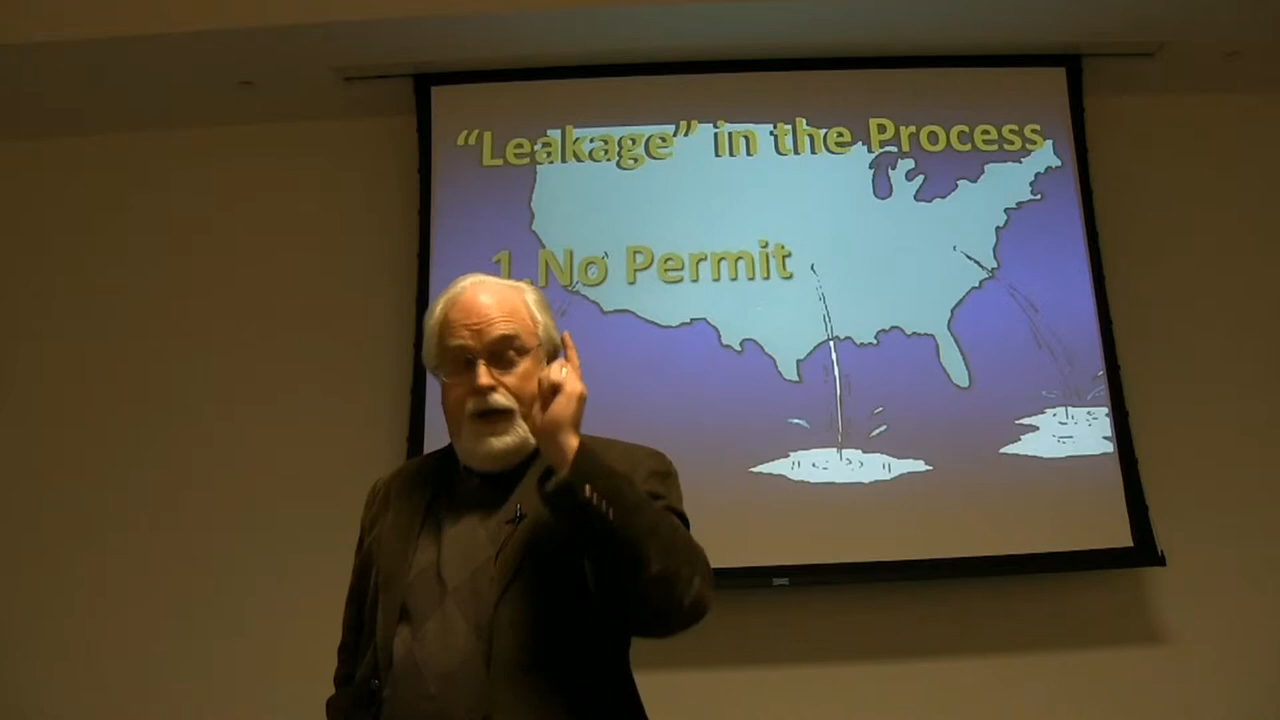 “Leakage” in the Process
1. No Permit